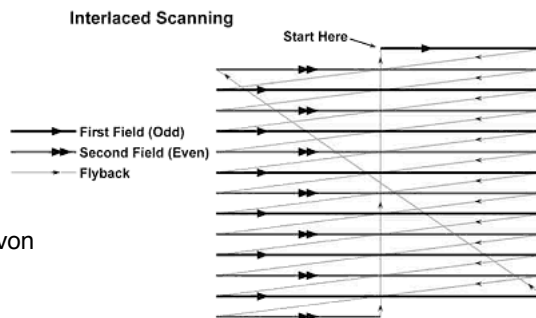 Interlaced Scanning
Start Here
First Field (Odd)
Second Field (Even)
Flyback
von